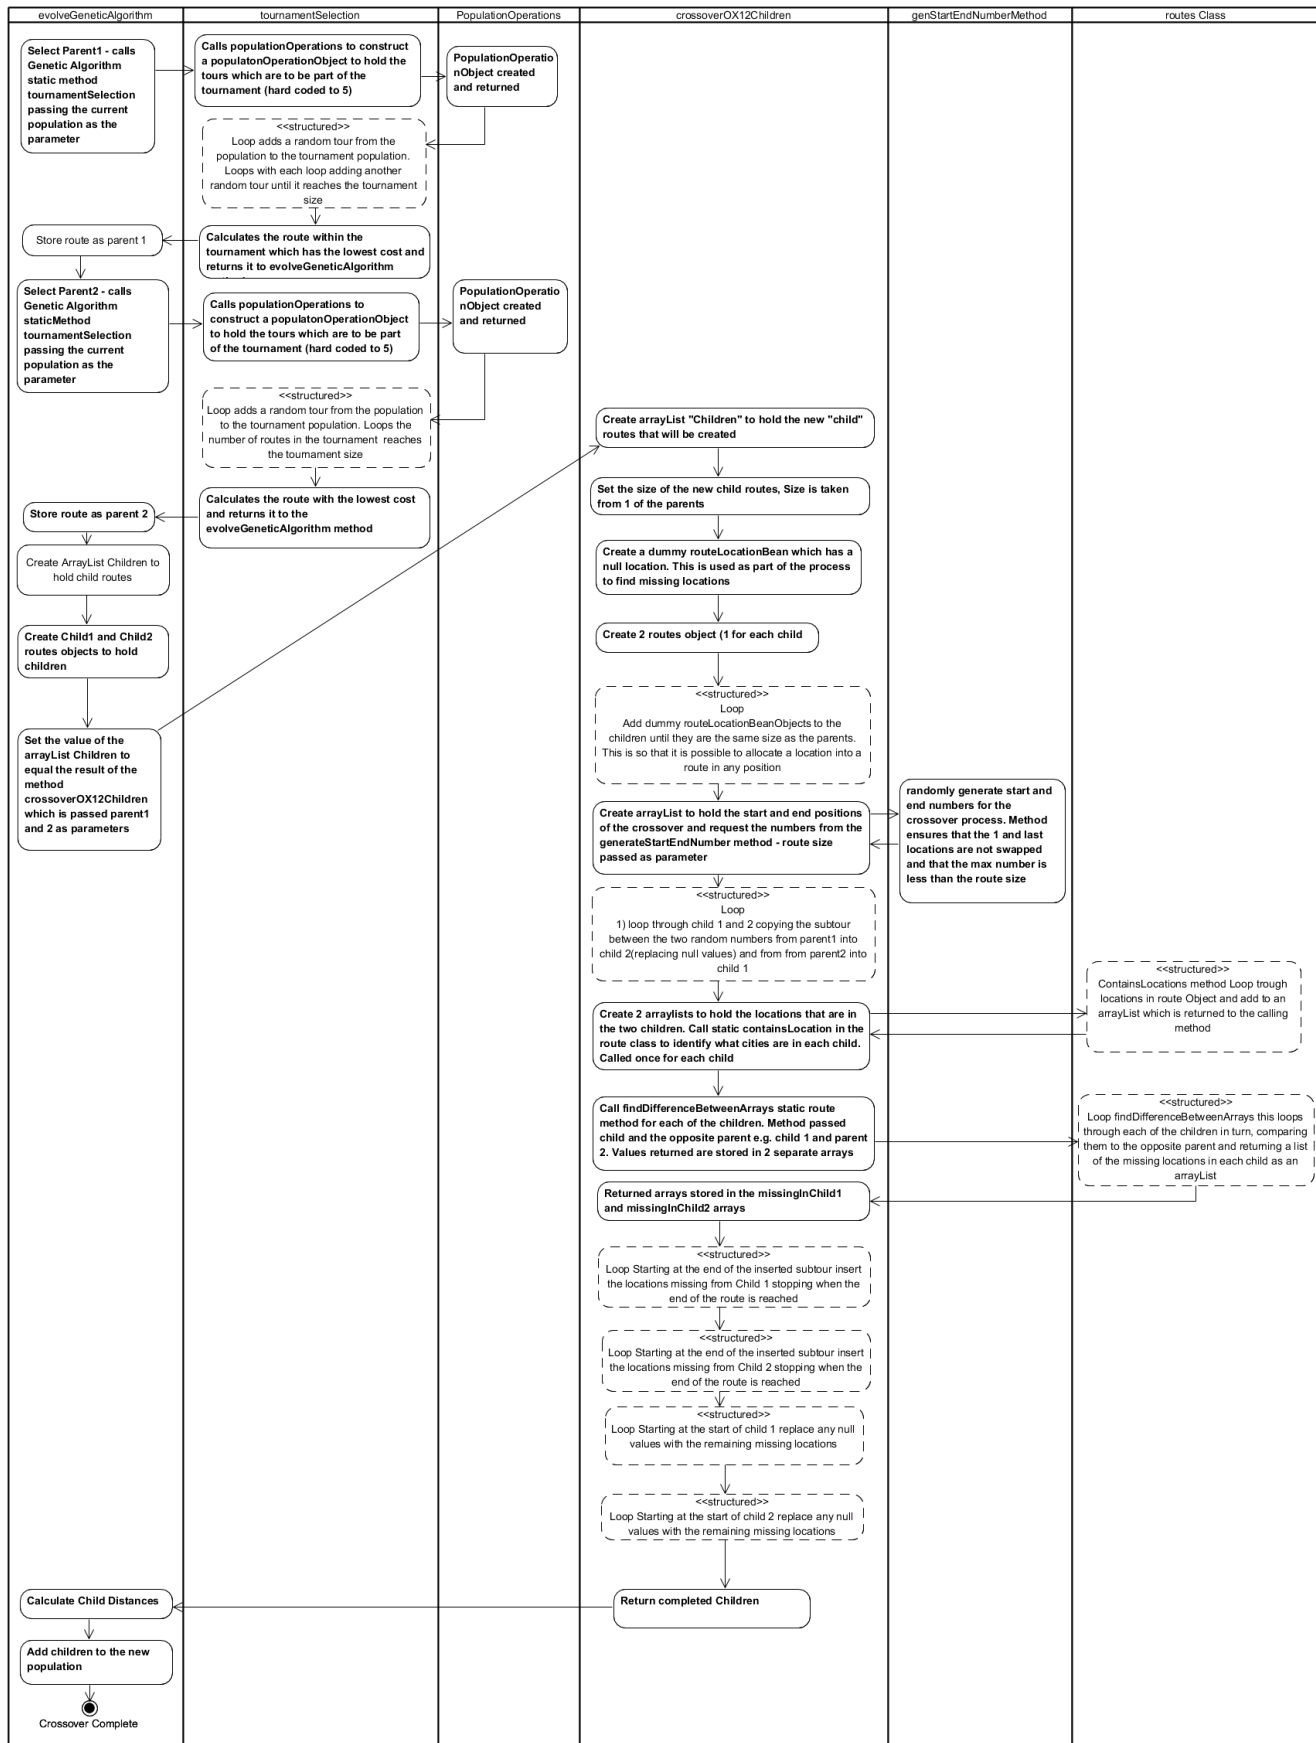 evolveGeneticAlgorithm
tournamentSelection
PopulationOperations
crossoverOX12Children
genStartEndNumberMethod
routes Class
Select Parent1 - calls
Genetic Algorithm
static method
tournamentSelection
passing the current
population as the
parameter
Calls populationOperations to construct
a populatonOperationObject to hold the
tours which are to be part of the
tournament (hard coded to 5)
PopulationOperatio
nObject created
and returned
<<structured>>
Loop adds a random tour from the
population to the tournament population.
Loops with each loop adding another
random tour until it reaches the tournament
size
Calculates the route within the
tournament which has the lowest cost and
returns it to evolveGeneticAlgorithm
Store route as parent 1
Select Parent2 - calls
Genetic Algorithm
staticMethod
tournamentSelection
passing the current
population as the
parameter
Calls populationOperations to
construct a populatonOperationObject
to hold the tours which are to be part
of the tournament (hard coded to 5)
PopulationOperatio
nObject created
and returned
<<structured>>
Loop adds a random tour from the population
to the tournament population. Loops the
number of routes in the tournament reaches
the tournament size
Calculates the route with the lowest cost
and returns it to the
evolveGeneticAlgorithm method
Store route as parent 2
Create ArrayList Children to
hold child routes
Create Child1 and Child2
routes objects to hold
children
Set the value of the
arrayList Children to
equal the result of the
method
crossoverOX12Children
which is passed parent1
and 2 as parameters
Create arrayList "Children" to hold the new "child"
routes that will be created
Set the size of the new child routes, Size is taken
from 1 of the parents
Create a dummy routeLocationBean which has a
null location. This is used as part of the process
to find missing locations
Create 2 routes object (1 for each child
<<structured>>
Loop
Add dummy routeLocationBeanObjects to the
children until they are the same size as the parents.
This is so that it is possible to allocate a location into a
route in any position
Create arrayList to hold the start and end positions
of the crossover and request the numbers from the
generateStartEndNumber method - route size
passed as parameter
randomly generate start and
end numbers for the
crossover process. Method
ensures that the 1 and last
locations are not swapped
and that the max number is
less than the route size
<<structured>>
Loop
1) loop through child 1 and 2 copying the subtour
between the two random numbers from parent1 into
child 2(replacing null values) and from from parent2 into
child 1
Create 2 arraylists to hold the locations that are in
the two children. Call static containsLocation in the
route class to identify what cities are in each child.
Called once for each child
<<structured>>
ContainsLocations method Loop trough
locations in route Object and add to an
arrayList which is returned to the calling
method
Call findDifferenceBetweenArrays static route
method for each of the children. Method passed
child and the opposite parent e.g. child 1 and parent
2. Values returned are stored in 2 separate arrays
<<structured>>
Loop findDifferenceBetweenArrays this loops
through each of the children in turn, comparing
them to the opposite parent and returning a list
of the missing locations in each child as an
arrayList
Returned arrays stored in the missingInChild1
and missingInChild2 arrays
<<structured>>
Loop Starting at the end of the inserted subtour insert
the locations missing from Child 1 stopping when the
end of the route is reached
<<structured>>
Loop Starting at the end of the inserted subtour insert
the locations missing from Child 2 stopping when the
end of the route is reached
<<structured>>
Loop Starting at the start of child 1 replace any null
values with the remaining missing locations
<<structured>>
Loop Starting at the start of child 2 replace any null
values with the remaining missing locations
Return completed Children
Calculate Child Distances
Add children to the new
population
Crossover Complete